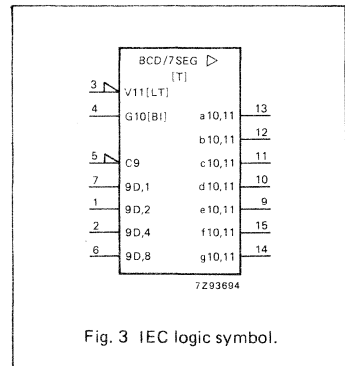 BCD/7SEG ▷
[T]
3 V11[LT]
4 G10[BI] a10,11 13
b10,11 12
5 C9 c10,11 11
7 9D,1 d10,11 10
1 9D,2 e10,11 9
2 9D,4 f10,11 15
6 9D,8 g10,11 14
7Z93694
Fig. 3 IEC logic symbol.